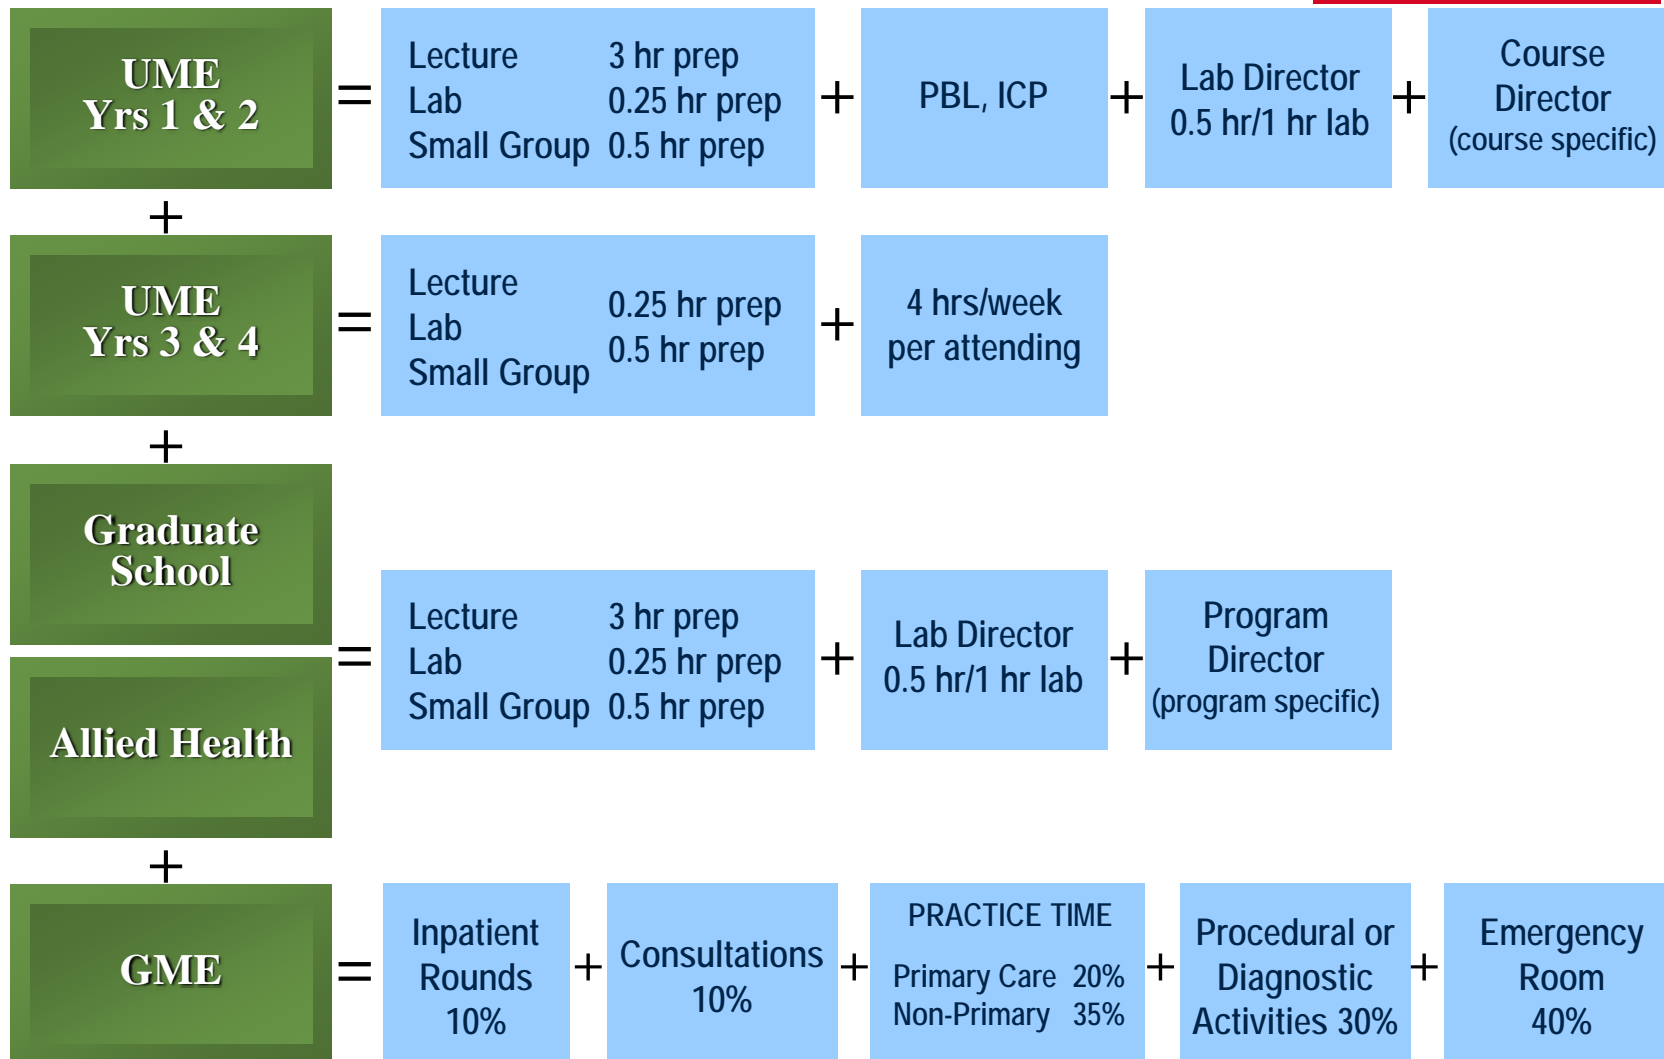 UME
Yrs 1 & 2
=
Lecture 3 hr prep
Lab 0.25 hr prep
Small Group 0.5 hr prep
+
PBL, ICP
+
Lab Director
0.5 hr/1 hr lab
+
Course
Director
(course specific)
+
UME
Yrs 3 & 4
=
Lecture
Lab
Small Group
0.25 hr prep
0.5 hr prep
+
4 hrs/week
per attending
+
Graduate
School
Allied Health
=
Lecture 3 hr prep
Lab 0.25 hr prep
Small Group 0.5 hr prep
+
Lab Director
0.5 hr/1 hr lab
+
Program
Director
(program specific)
+
GME
=
Inpatient
Rounds
10%
+
Consultations
10%
+
PRACTICE TIME
Primary Care 20%
Non-Primary 35%
+
Procedural or
Diagnostic
Activities 30%
+
Emergency
Room
40%